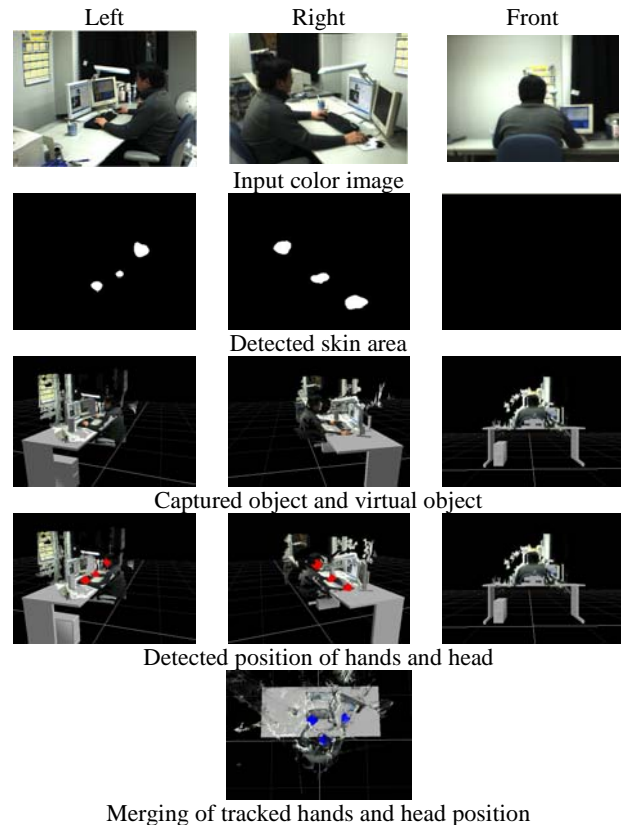 Left Right Front
Input color image
Detected skin area
Captured object and virtual object
Detected position of hands and head
Merging of tracked hands and head position